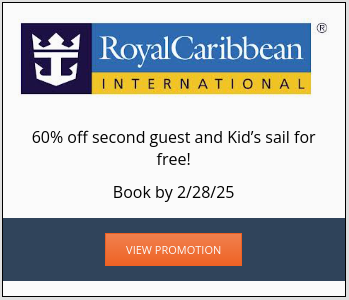 RoyalCaribbean ®
INTERNATIONAL
60% off second guest and Kid’s sail for
free!
Book by 2/28/25
VIEW PROMOTION